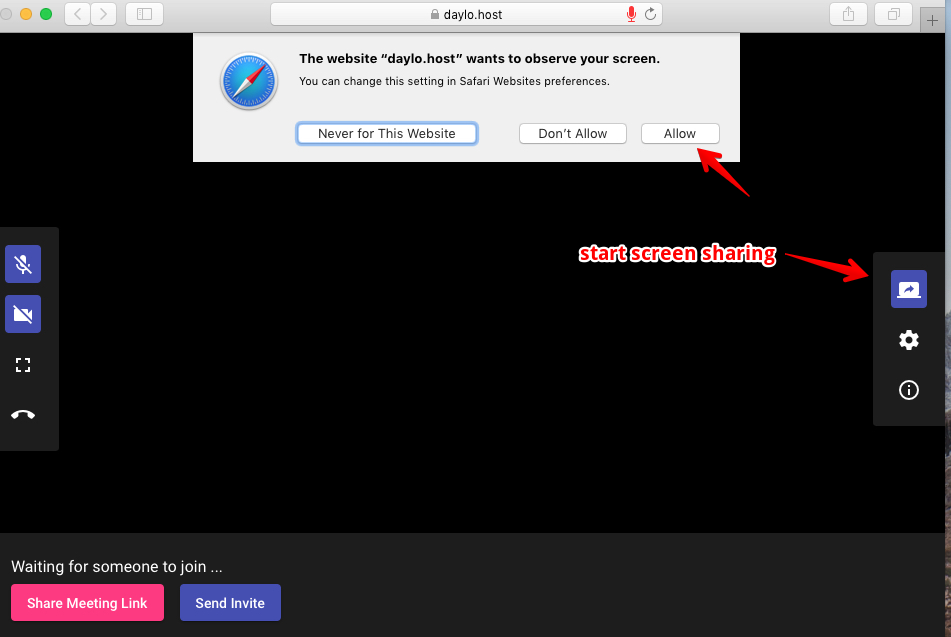 daylo.host
The website “daylo.host” wants to observe your screen.
You can change this setting in Safari Websites preferences.
Never for This Website
Don’t Allow
Allow
start screen sharing
Waiting for someone to join ...
Share Meeting Link
Send Invite